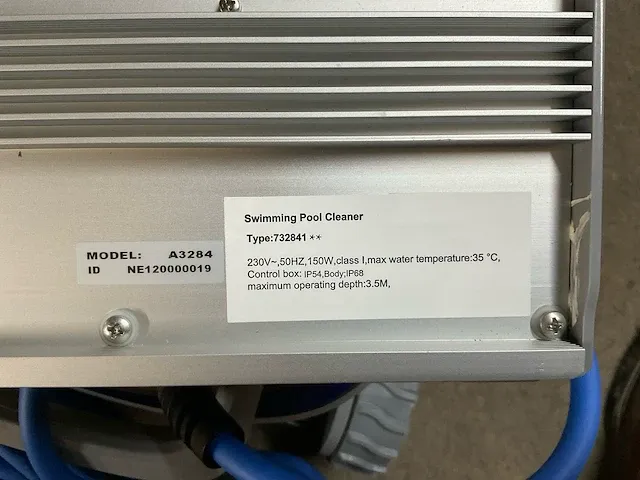 MODEL: A3284
ID NE120000019
Swimming Pool Cleaner
Type:732841**
230V~,50HZ,150W,class I,max water temperature:35 °C,
Control box: IP54,Body;IP68
maximum operating depth:3.5M,